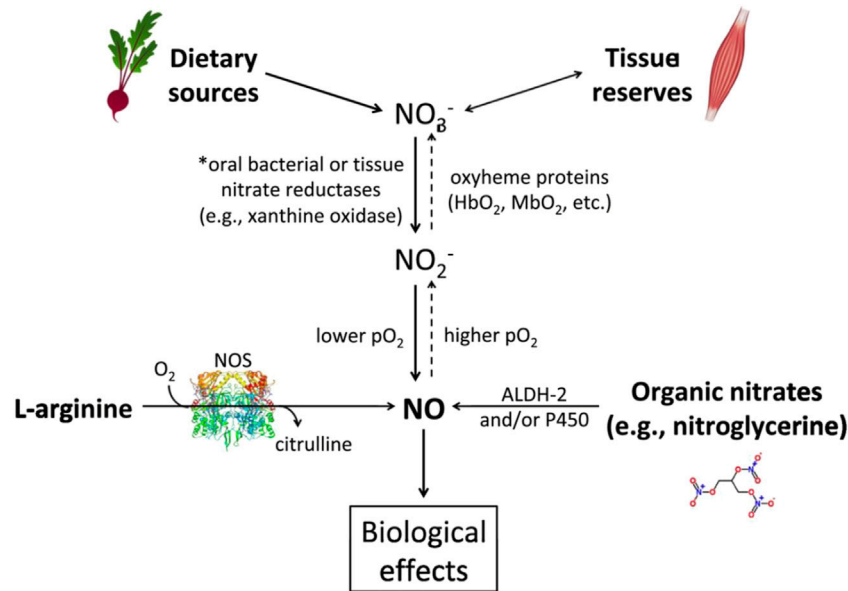 Dietary
sources
Tissue
reserves
NO₃⁻
*oral bacterial or tissue
nitrate reductases
(e.g., xanthine oxidase)
oxyheme proteins
(HbO₂, MbO₂, etc.)
NO₂⁻
lower pO₂
higher pO₂
NOS
O₂
L-arginine
citrulline
NO
ALDH-2
and/or P450
Organic nitrates
(e.g., nitroglycerine)
O⁻
N⁺
O
O
O
N⁺
O⁻
O
O
N⁺
O⁻
O
Biological
effects